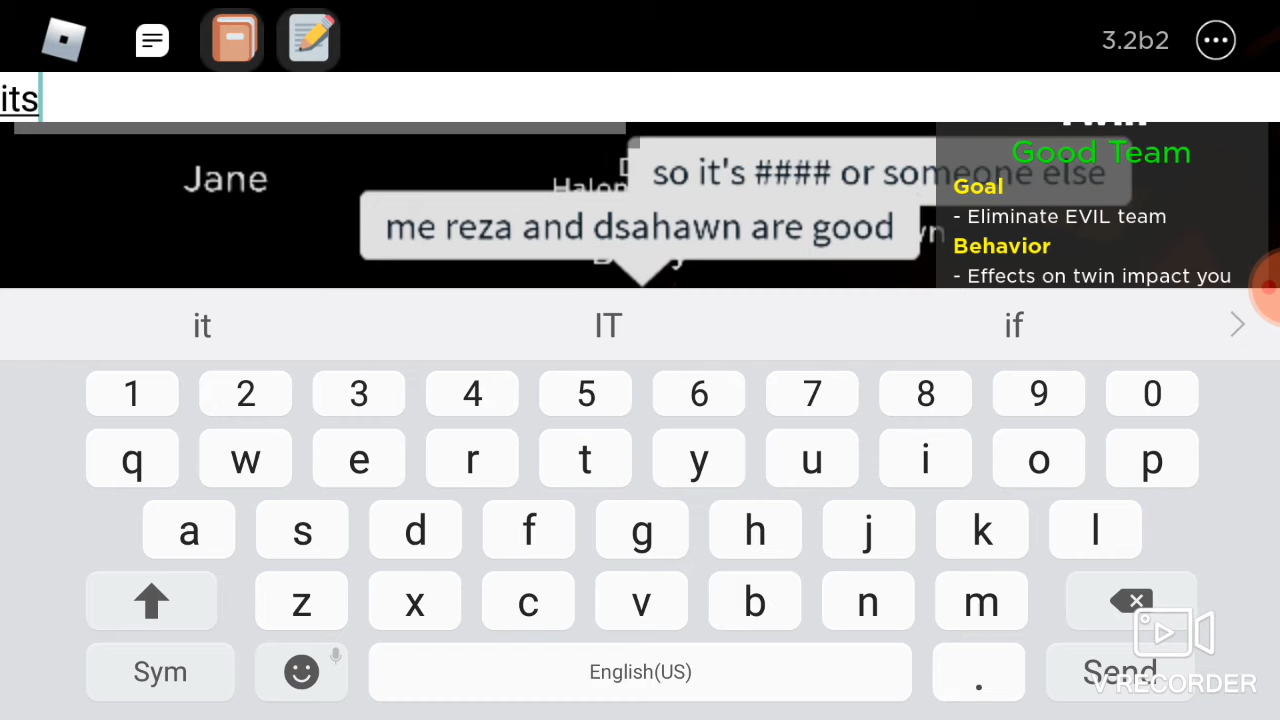 3.2b2
its
Good Team
Jane
so it's #### or someone else
Goal
- Eliminate EVIL team
me reza and dsahawn are good
Behavior
- Effects on twin impact you
it IT if
1 2 3 4 5 6 7 8 9 0
q w e r t y u i o p
a s d f g h j k l
z x c v b n m
Sym English(US) . Send
V RECORDER